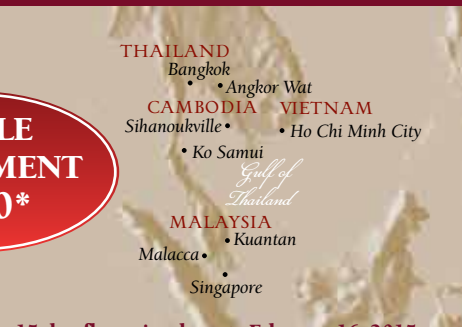 THAILAND
Bangkok
Angkor Wat
CAMBODIA VIETNAM
Sihanoukville
Ho Chi Minh City
Ko Samui
Gulf of
Thailand
MALAYSIA
Kuantan
Malacca
Singapore
LE
MENT
0*